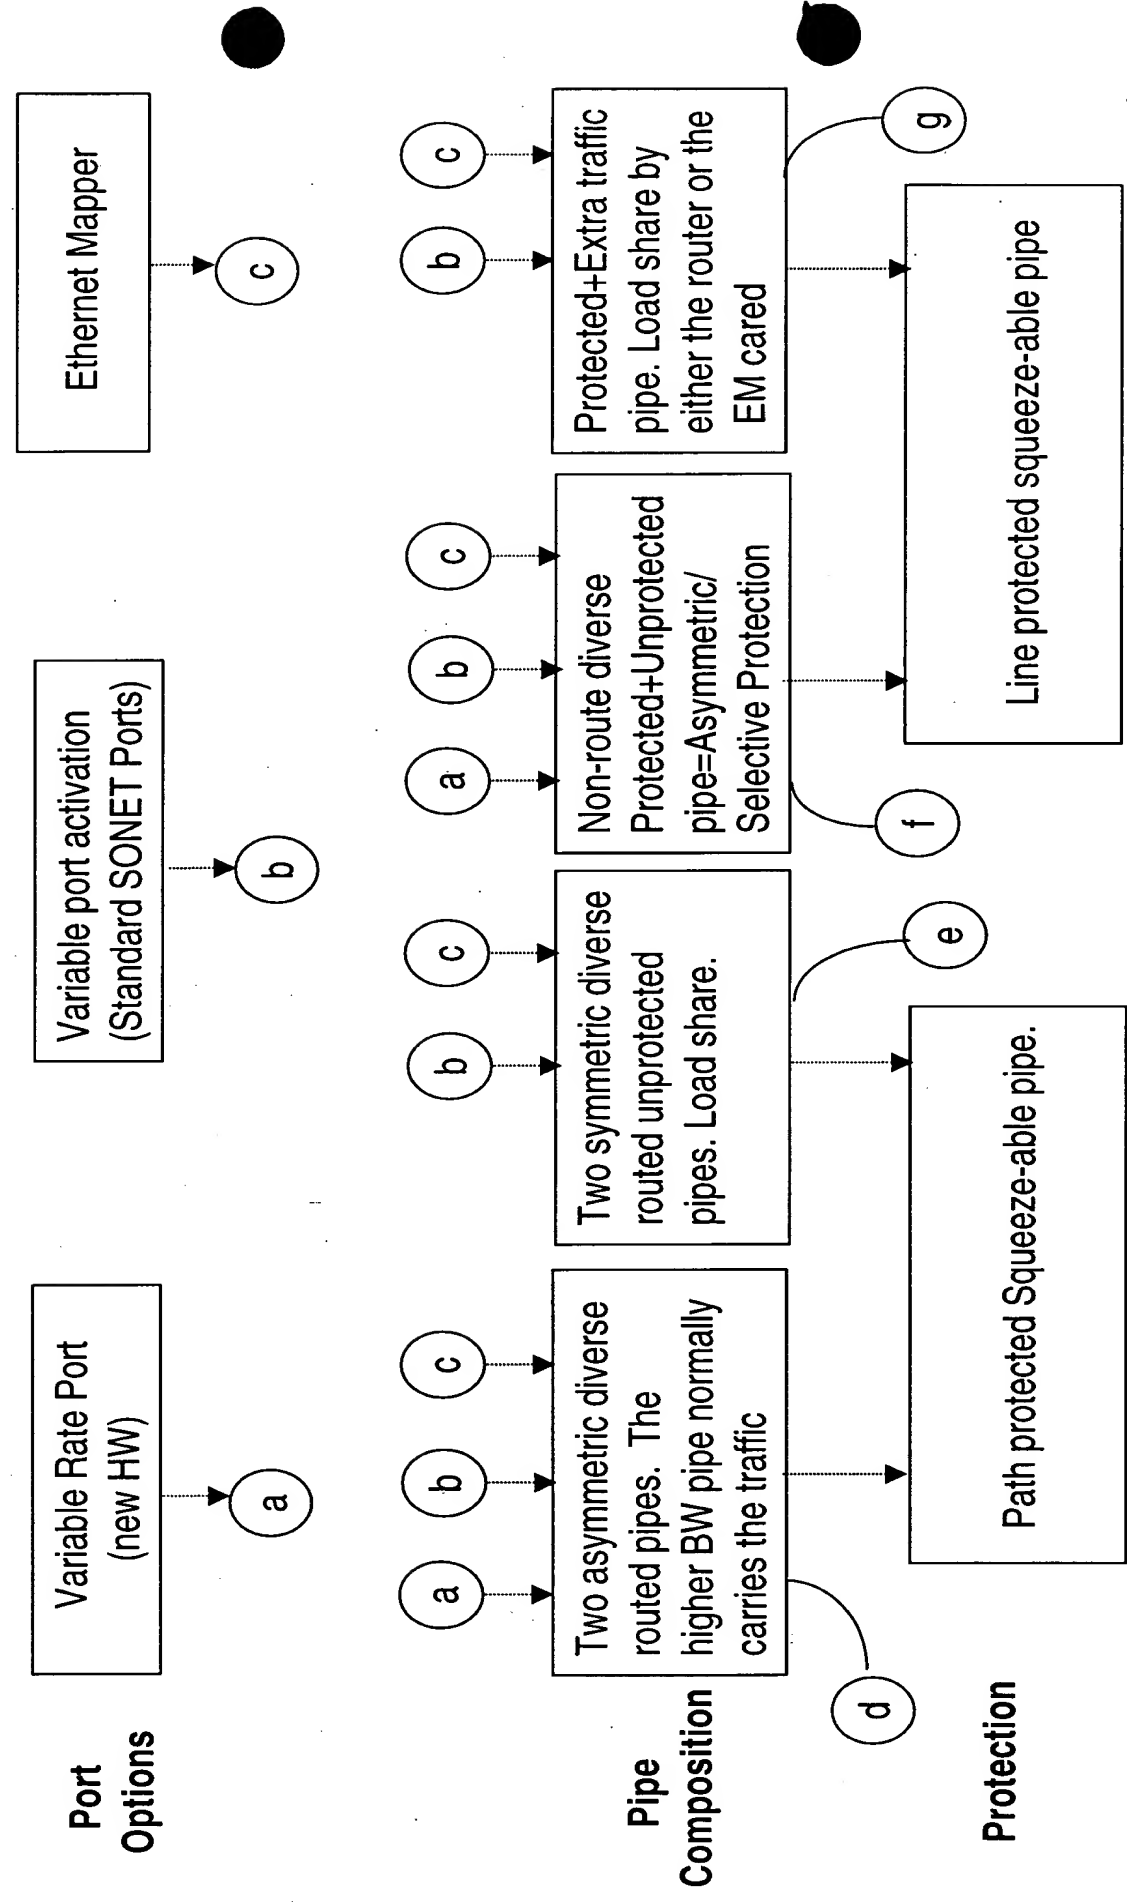 Port
Options
Variable Rate Port
(new HW)
a
Variable port activation
(Standard SONET Ports)
b
Ethernet Mapper
c
Pipe
Composition
a
b
c
Two asymmetric diverse
routed pipes. The
higher BW pipe normally
carries the traffic
d
b
c
Two symmetric diverse
routed unprotected
pipes. Load share.
e
a
b
c
Non-route diverse
Protected+Unprotected
pipe=Asymmetric/
Selective Protection
f
b
c
Protected+Extra traffic
pipe. Load share by
either the router or the
EM cared
g
Protection
Path protected Squeeze-able pipe.
Line protected squeeze-able pipe